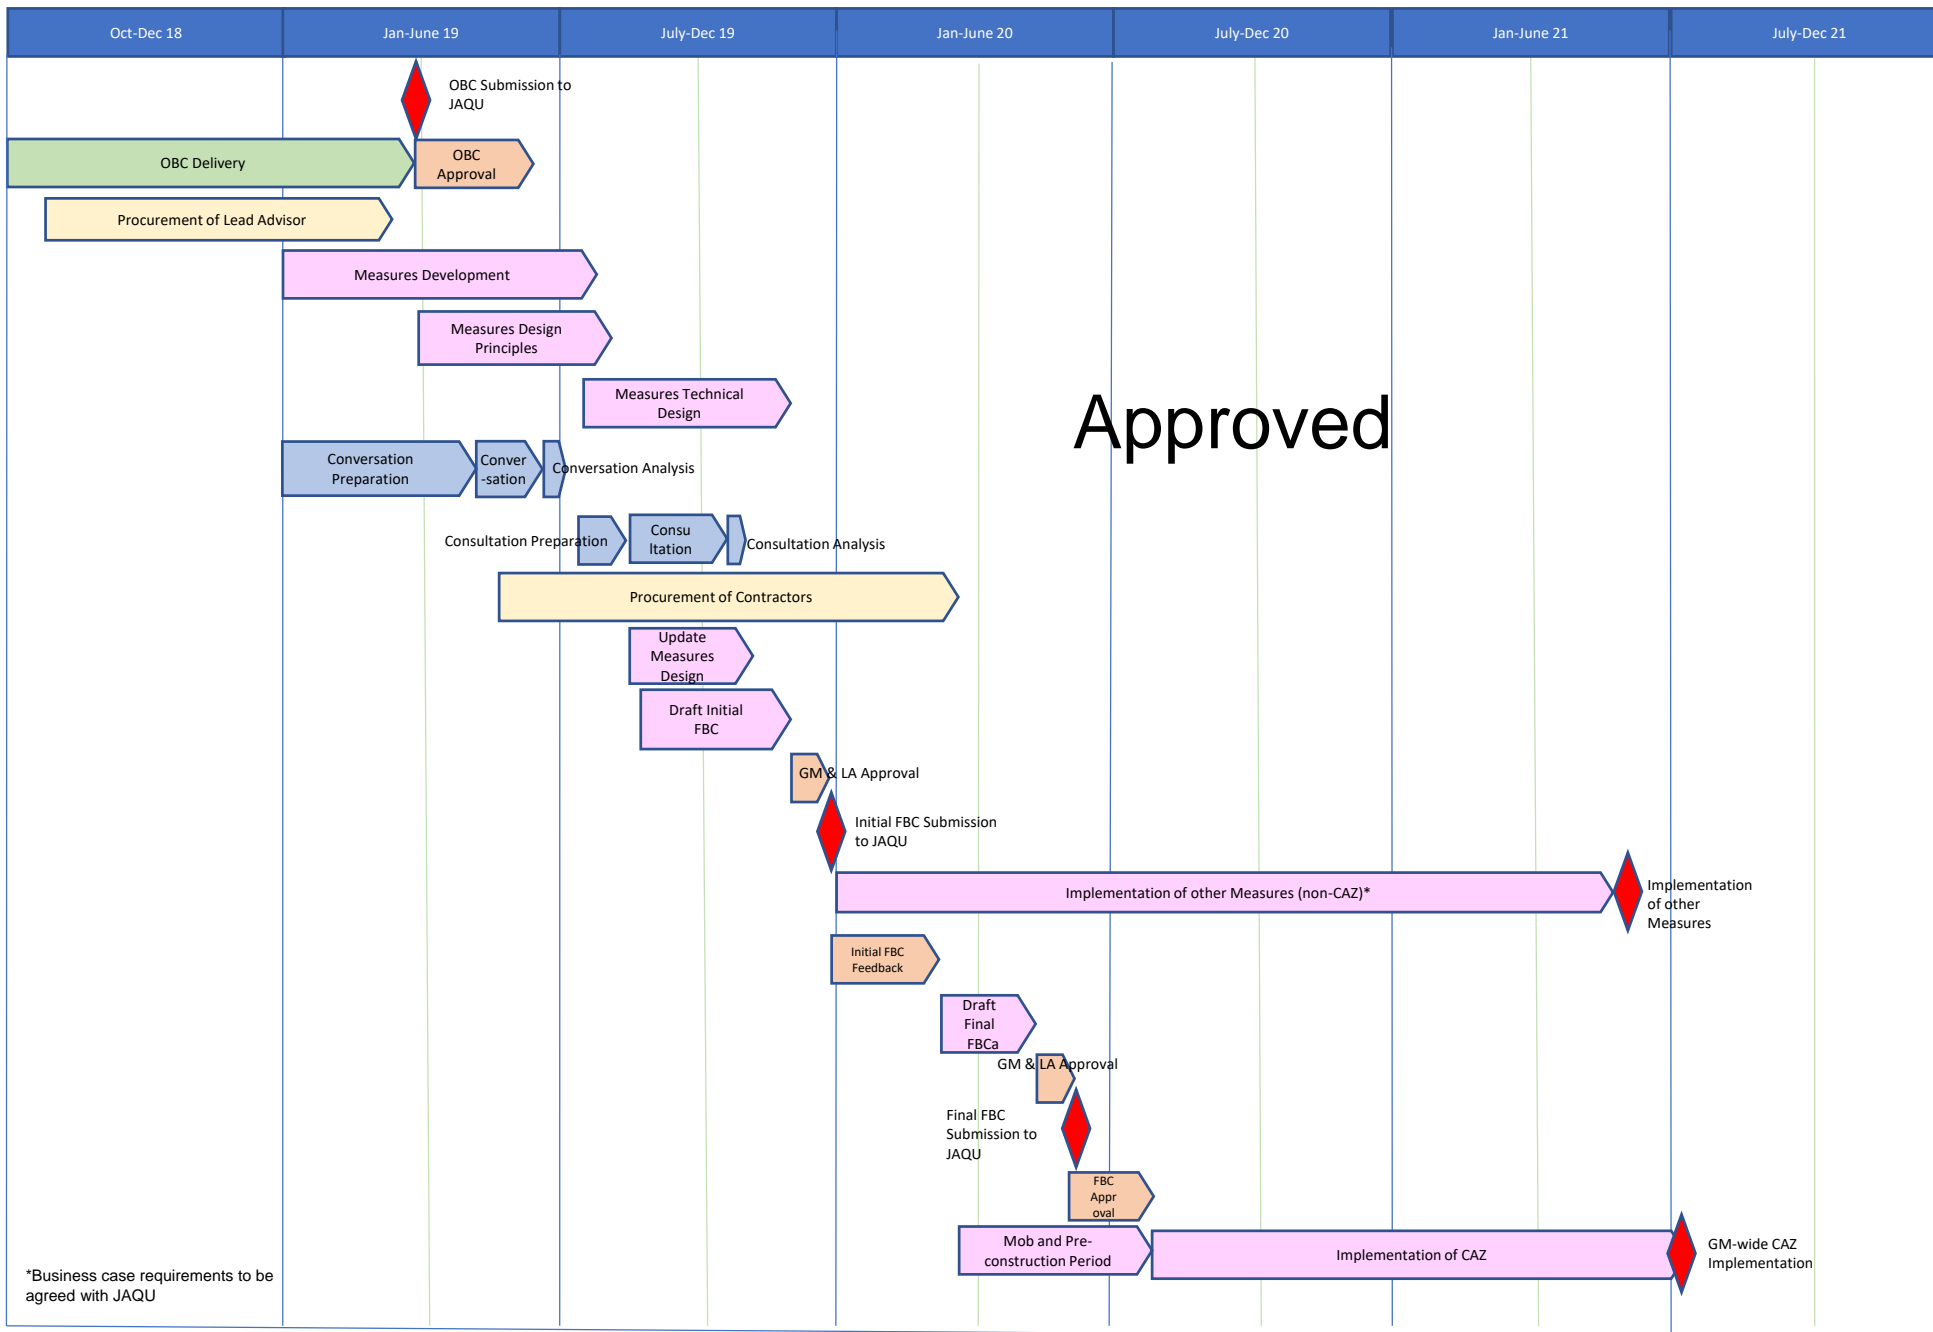 Oct-Dec 18
Jan-June 19
July-Dec 19
Jan-June 20
July-Dec 20
Jan-June 21
July-Dec 21
OBC Submission to
JAQU
OBC Delivery
OBC
Approval
Procurement of Lead Advisor
Measures Development
Measures Design
Principles
Measures Technical
Design
Approved
Conversation
Preparation
Conver
-sation
Conversation Analysis
Consultation Preparation
Consu
ltation
Consultation Analysis
Procurement of Contractors
Update
Measures
Design
Draft Initial
FBC
GM & LA Approval
Initial FBC Submission
to JAQU
Implementation of other Measures (non-CAZ)*
Implementation
of other
Measures
Initial FBC
Feedback
Draft
Final
FBCa
GM & LA Approval
Final FBC
Submission to
JAQU
FBC
Appr
oval
Mob and Pre-
construction Period
Implementation of CAZ
GM-wide CAZ
Implementation
*Business case requirements to be
agreed with JAQU